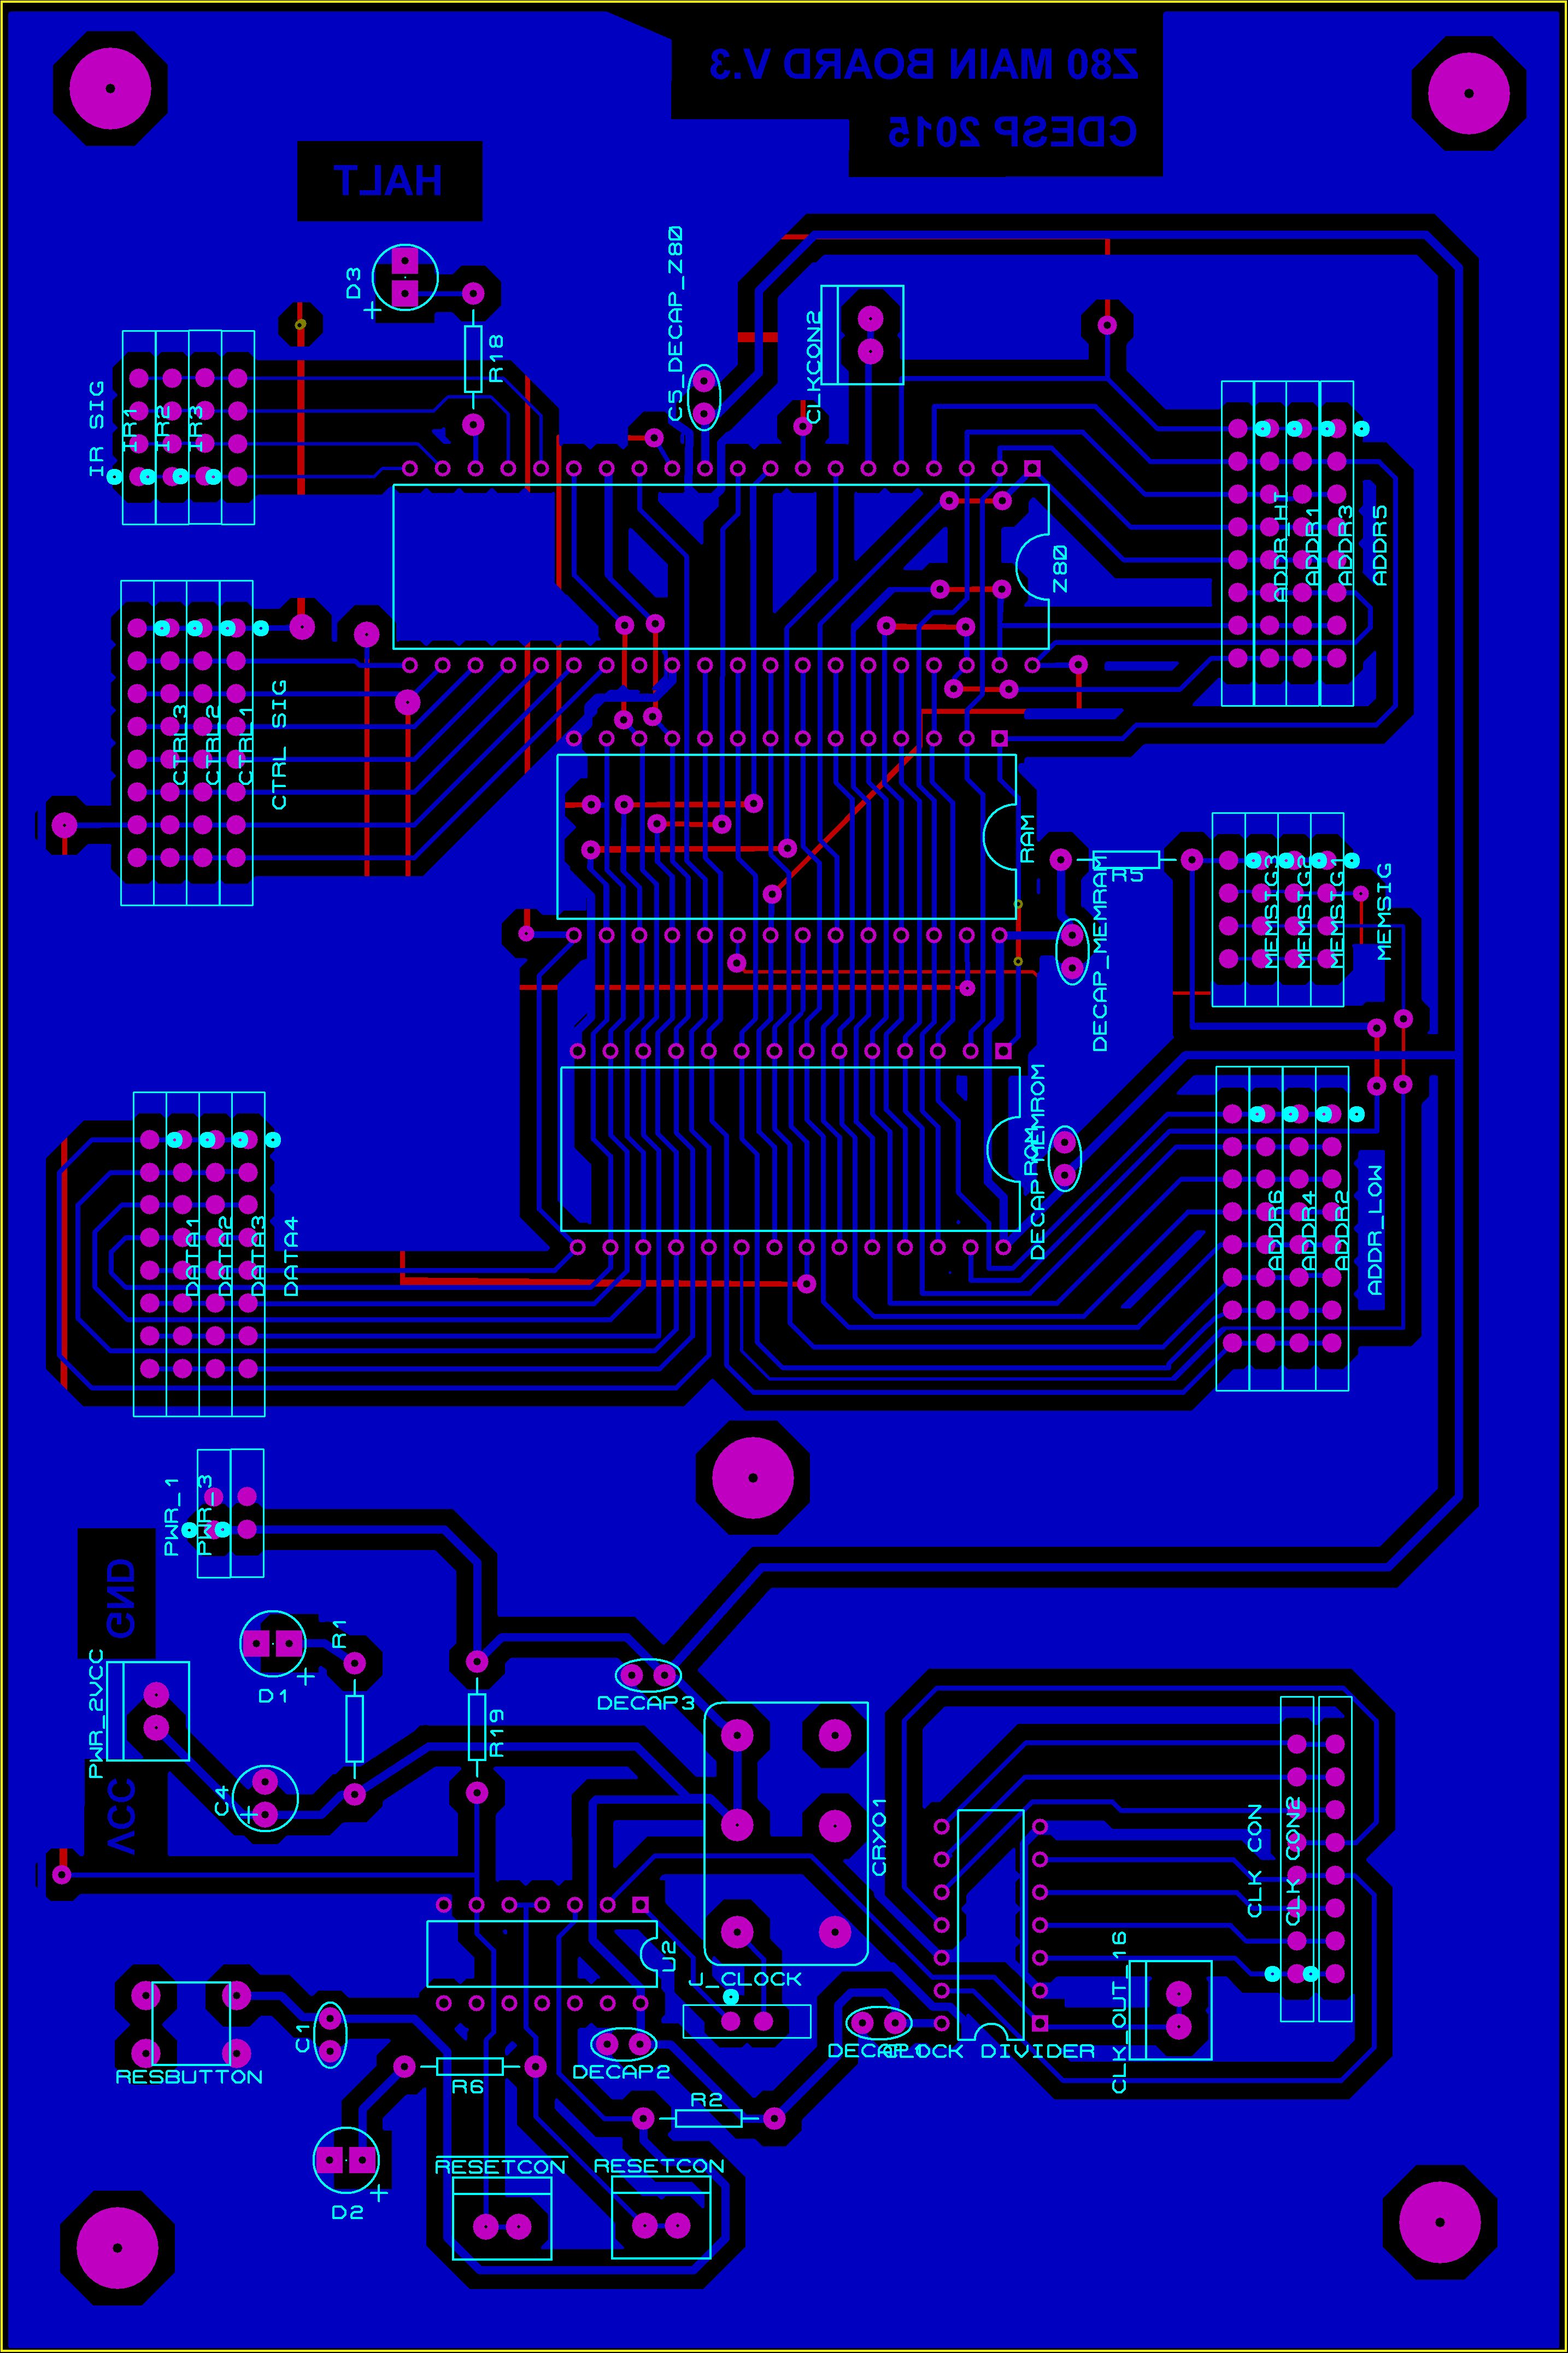 Z80 MAIN BOARD V.3
CDESP 2015
HALT
D3
R18
C5_DECAP_Z80
CLKCON2
IR SIG
IR1
IR2
IR3
Z80
ADDR_HI
ADDR1
ADDR3
ADDR5
CTRL3
CTRL2
CTRL1
CTRL SIG
RAM
R5
DECAP_MEMRAM
MEMSIG3
MEMSIG2
MEMSIG1
MEMSIG
DECAP_MEMROM
DATA1
DATA2
DATA3
DATA4
ADDR6
ADDR4
ADDR2
ADDR_LOW
PWR_1
PWR_3
GND
PWR_2VCC
D1
R1
R19
DECAP3
C4
VCC
CRYO1
CLK CON
CLK CON2
U2
J_CLOCK
CLK_OUT_16
RESBUTTON
C1
DECAP2
CLOCK DIVIDER
R6
R2
D2
RESETCON
RESETCON